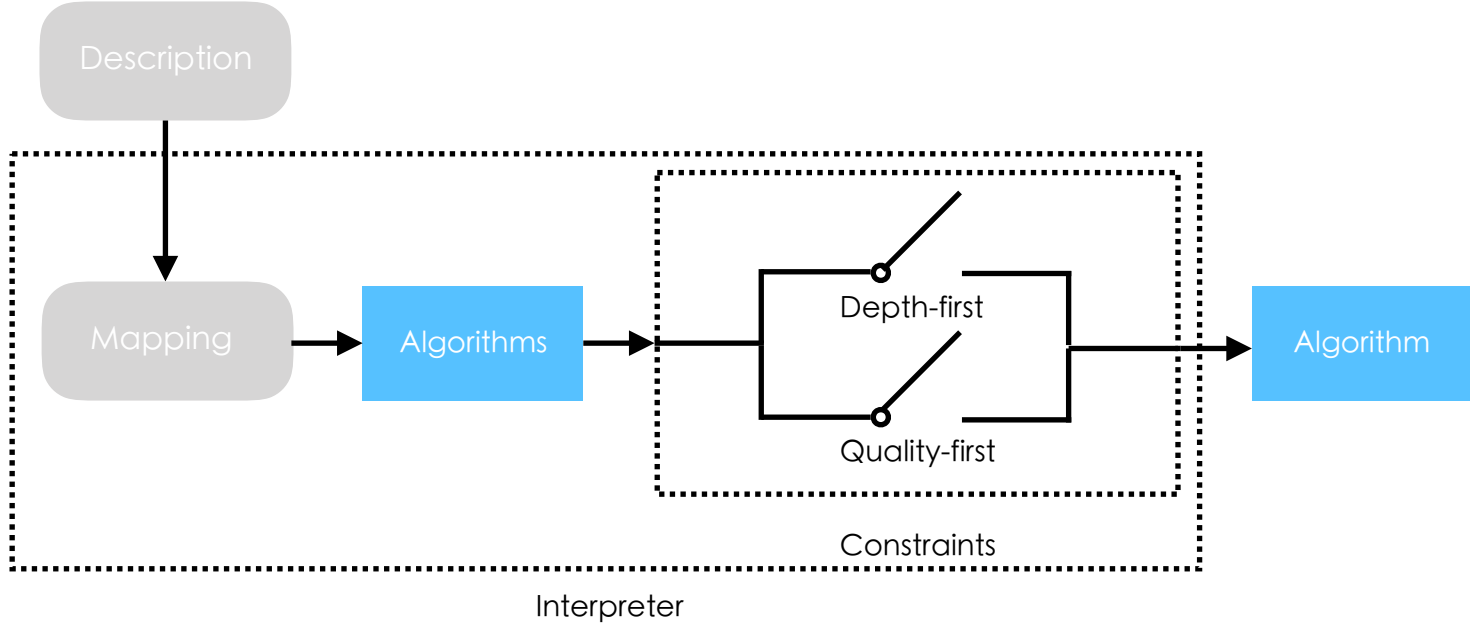 Description
Mapping
Algorithms
Depth-first
Quality-first
Algorithm
Constraints
Interpreter